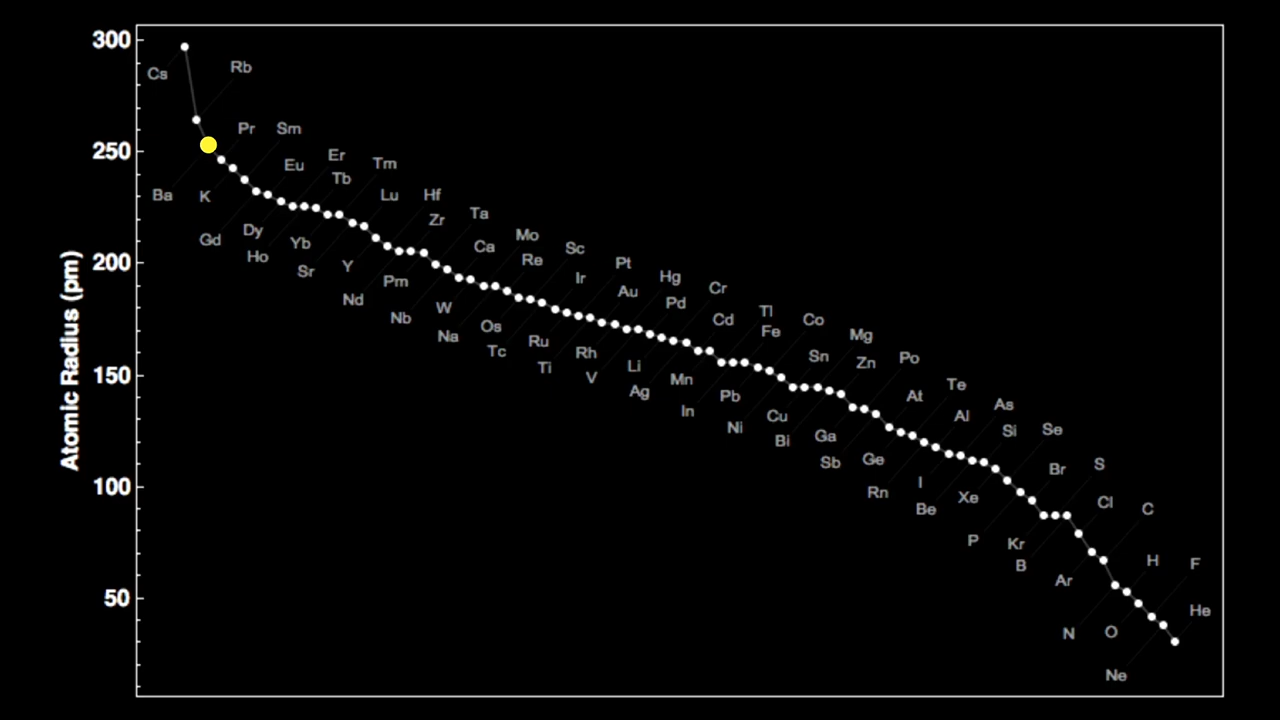 300
Cs
Rb
Pr
Sm
250
Eu
Er
Tb
Tm
Ba
K
Lu
Hf
Zr
Ta
Gd
Dy
Ho
Yb
Sr
Ca
Mo
Re
Sc
200
Y
Nd
Pm
Nb
Ir
Pt
Au
Hg
Pd
Cr
W
Na
Os
Tc
Ru
Ti
Rh
V
Cd
Tl
Fe
Co
150
Li
Ag
Mn
In
Sn
Mg
Zn
Po
Pb
Ni
Cu
Bi
At
Te
Al
As
Si
Se
Ga
Sb
Ge
Rn
100
I
Be
Xe
Br
S
Cl
C
P
Kr
B
Ar
H
F
50
N
O
He
Ne
Atomic Radius (pm)